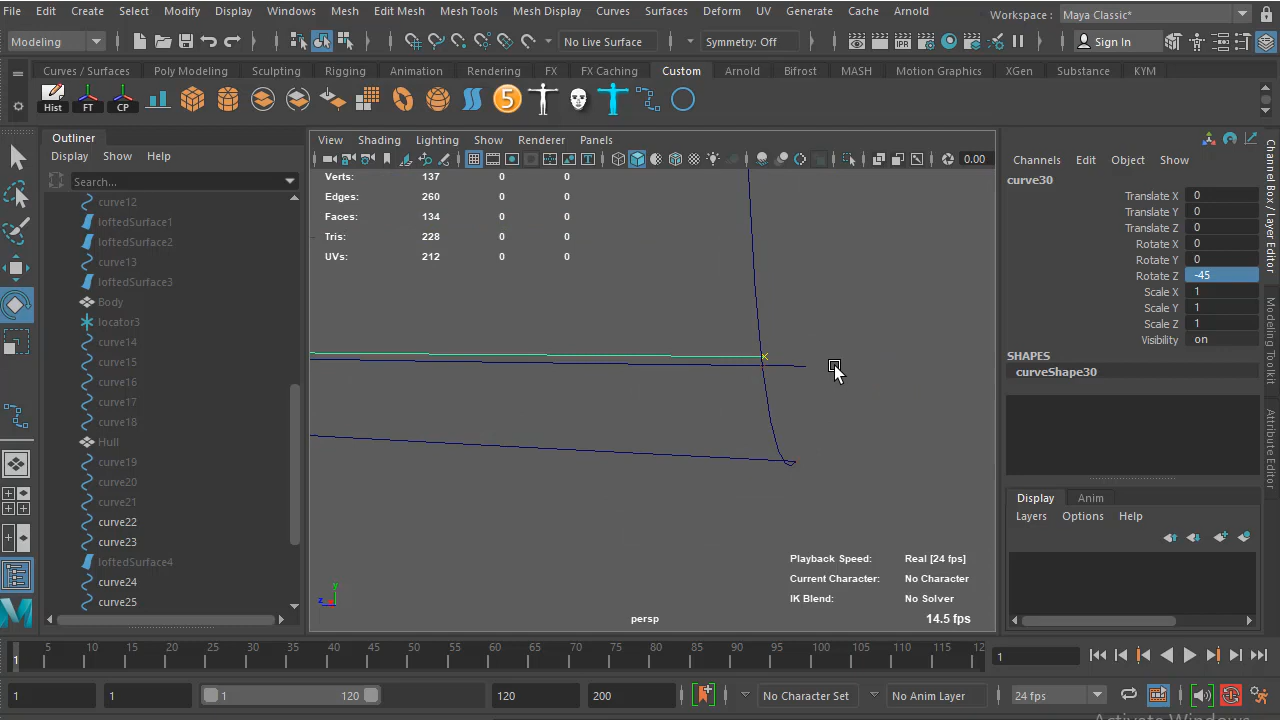 File Edit Create Select Modify Display Windows Mesh Edit Mesh Mesh Tools Mesh Display Curves Surfaces Deform UV Generate Cache Arnold Workspace: Maya Classic*
Modeling No Live Surface Symmetry: Off IPR Sign In
Curves / Surfaces Poly Modeling Sculpting Rigging Animation Rendering FX FX Caching Custom Arnold Bifrost MASH Motion Graphics XGen Substance KYM
Hist FT CP 5
Outliner
Display Show Help
Search...
curve12
loftedSurface1
loftedSurface2
curve13
loftedSurface3
Body
locator3
curve14
curve15
curve16
curve17
curve18
Hull
curve19
curve20
curve21
curve22
curve23
loftedSurface4
curve24
curve25
View Shading Lighting Show Renderer Panels
0.00
Verts: 137 0 0
Edges: 260 0 0
Faces: 134 0 0
Tris: 228 0 0
UVs: 212 0 0
y
z
Playback Speed: Real [24 fps]
Current Character: No Character
IK Blend: No Solver
persp 14.5 fps
Channels Edit Object Show
curve30
Translate X 0
Translate Y 0
Translate Z 0
Rotate X 0
Rotate Y 0
Rotate Z -45
Scale X 1
Scale Y 1
Scale Z 1
Visibility on
SHAPES
curveShape30
Display Anim
Layers Options Help
Channel Box / Layer Editor
Modeling Toolkit
Attribute Editor
1 5 10 15 20 25 30 35 40 45 50 55 60 65 70 75 80 85 90 95 100 105 110 115 12 1
1 1 1 120 120 200 No Character Set No Anim Layer 24 fps
Activate Windows